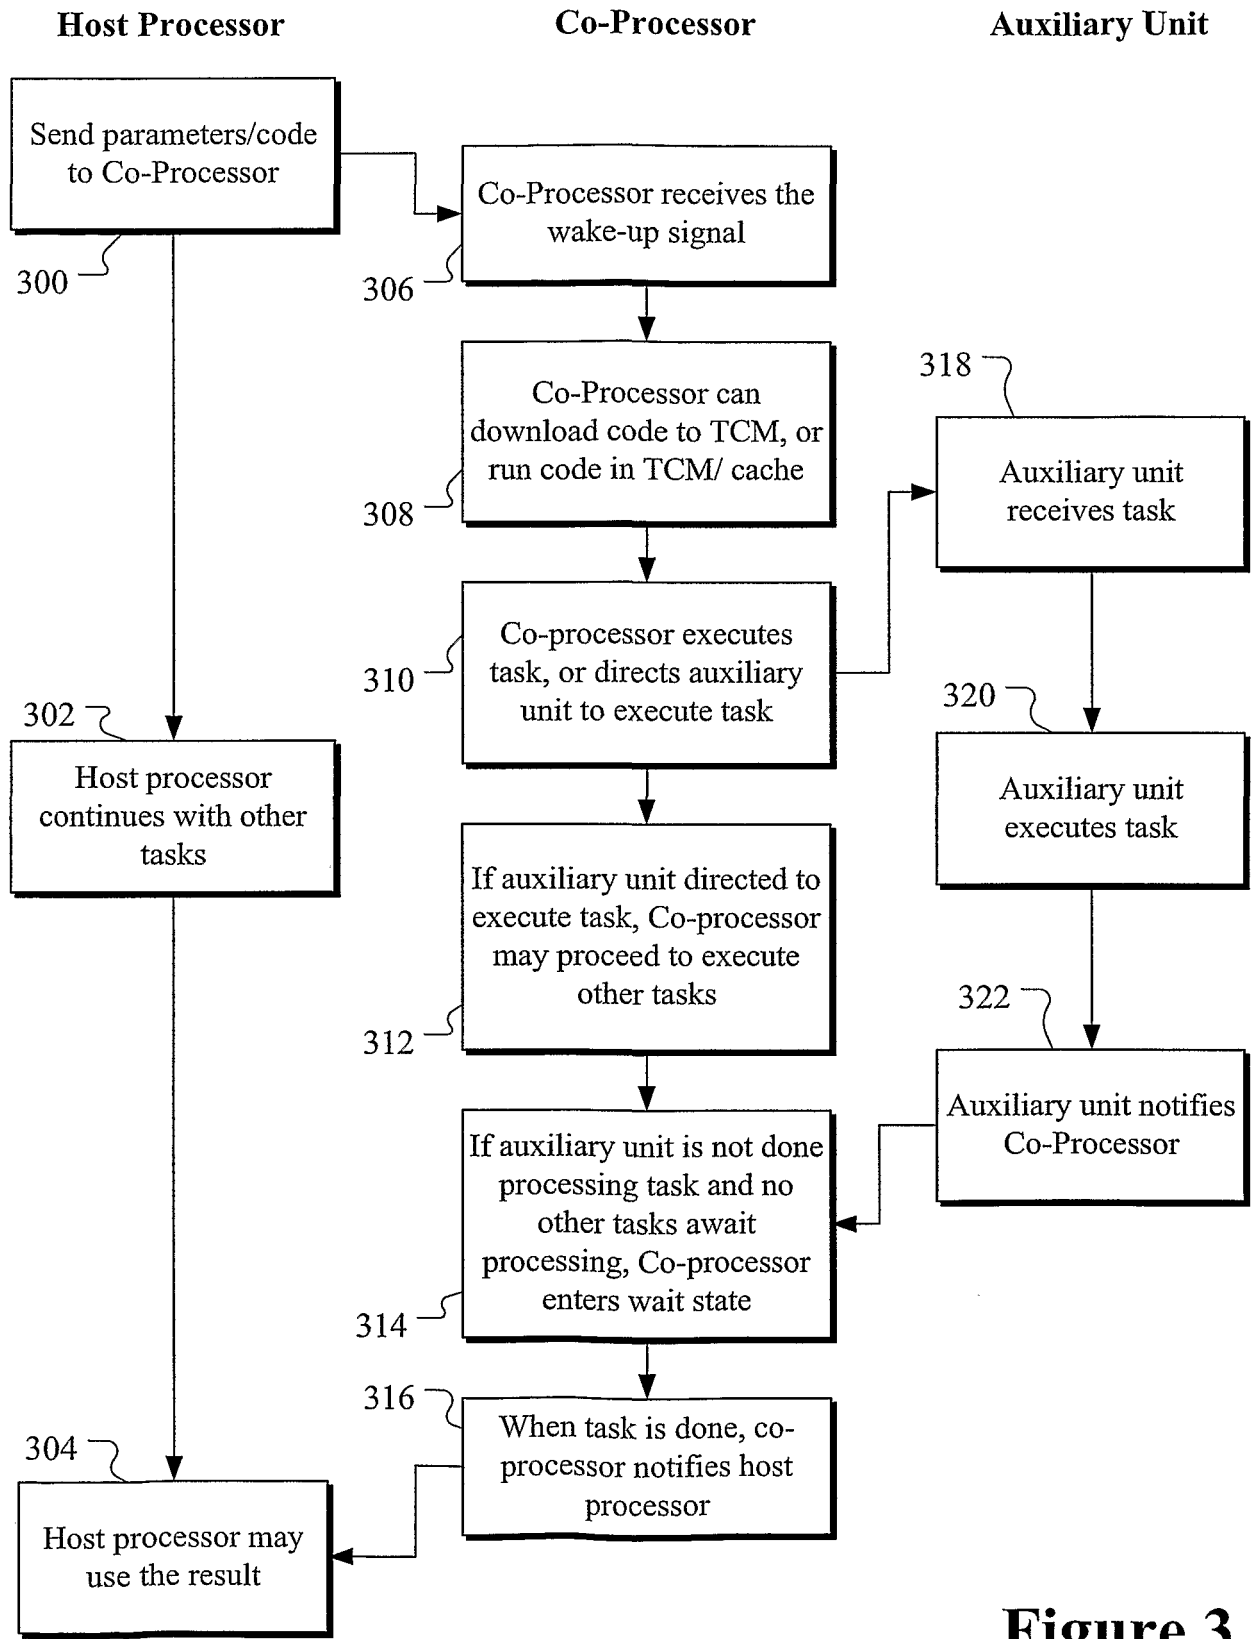 Host Processor
Co-Processor
Auxiliary Unit
Send parameters/code
to Co-Processor
300
Co-Processor receives the
wake-up signal
306
Co-Processor can
download code to TCM, or
run code in TCM/ cache
308
318
Auxiliary unit
receives task
Co-processor executes
task, or directs auxiliary
unit to execute task
310
302
Host processor
continues with other
tasks
320
Auxiliary unit
executes task
If auxiliary unit directed to
execute task, Co-processor
may proceed to execute
other tasks
312
322
Auxiliary unit notifies
Co-Processor
If auxiliary unit is not done
processing task and no
other tasks await
processing, Co-processor
enters wait state
314
316
When task is done, co-
processor notifies host
processor
304
Host processor may
use the result
Figure 3